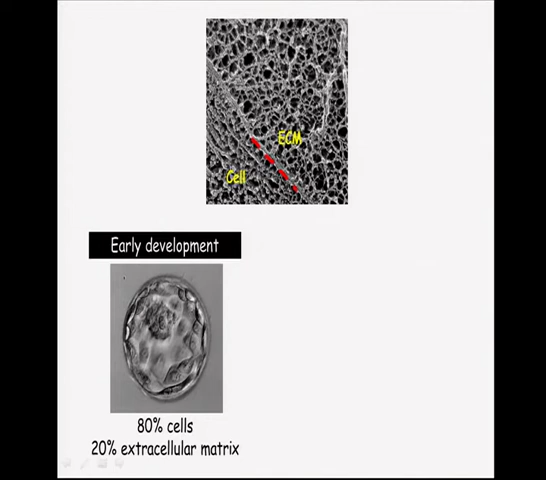 ECM
Cell
Early development
80% cells
20% extracellular matrix